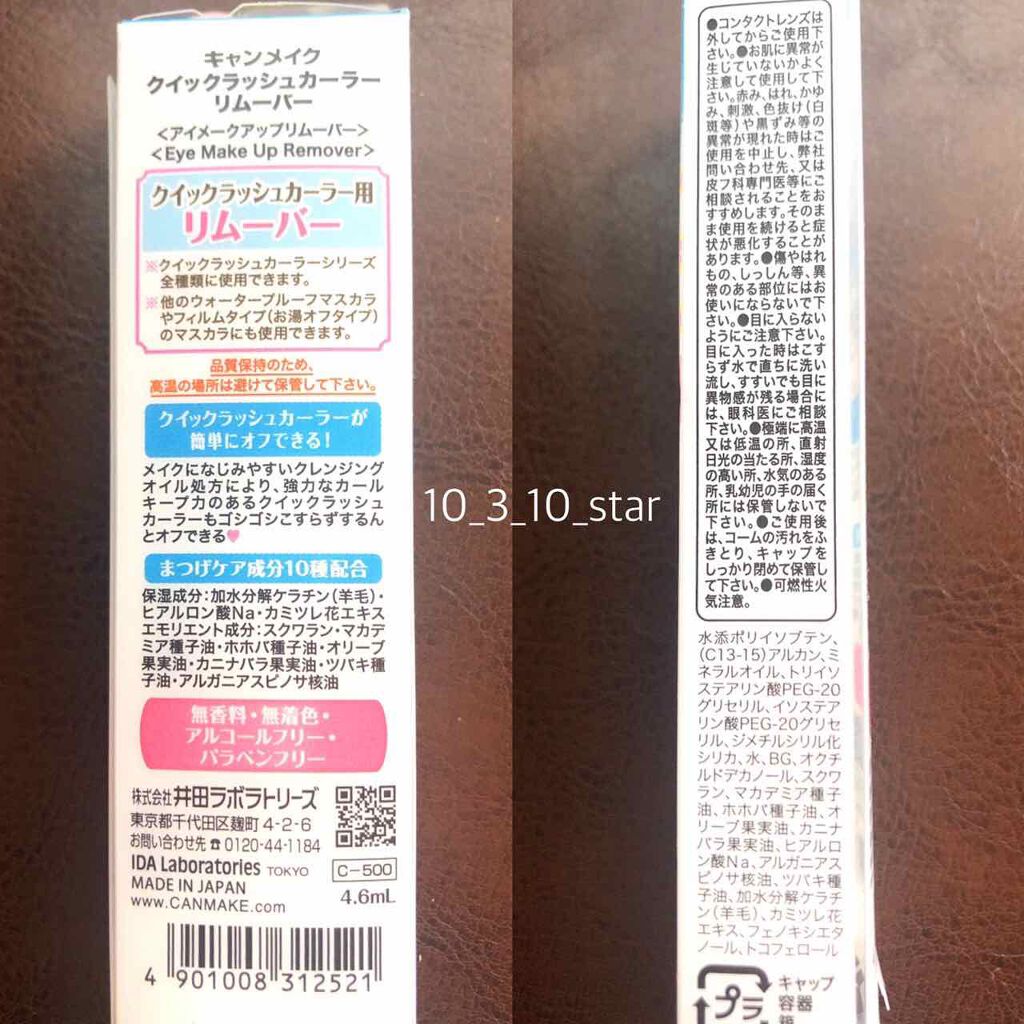 キャンメイク
クイックラッシュカーラー
リムーバー
<アイメークアップリムーバー>
<Eye Make Up Remover>
クイックラッシュカーラー用
リムーバー
※クイックラッシュカーラーシリーズ
全種類に使用できます。
※他のウォータープルーフマスカラ
やフィルムタイプ(お湯オフタイプ)
のマスカラにも使用できます。
品質保持のため、
高温の場所は避けて保管して下さい。
クイックラッシュカーラーが
簡単にオフできる!
メイクになじみやすいクレンジング
オイル処方により、強力なカール
キープ力のあるクイックラッシュ
カーラーもゴシゴシこすらずするん
とオフできる♥
まつげケア成分10種配合
保湿成分:加水分解ケラチン(羊毛)・
ヒアルロン酸Na・カミツレ花エキス
エモリエント成分:スクワラン・マカデ
ミア種子油・ホホバ種子油・オリーブ
果実油・カニナバラ果実油・ツバキ種
子油・アルガニアスピノサ核油
無香料・無着色・
アルコールフリー・
パラベンフリー
株式会社 井田ラボラトリーズ
東京都千代田区麹町4-2-6
お問い合わせ先 ☎0120-44-1184
IDA Laboratories TOKYO
C-500
MADE IN JAPAN
4.6mL
www.CANMAKE.com
4 901008 312521
10_3_10_star
●コンタクトレンズは
外してからご使用下
さい。●お肌に異常が
生じていないかよく
注意して使用して下
さい。赤み、はれ、かゆ
み、刺激、色抜け(白
斑等)や黒ずみ等の
異常が現れた時はご
使用を中止し、弊社
問い合わせ先、又は
皮フ科専門医等にご
相談されることをお
すすめします。そのま
ま使用を続けると症
状が悪化することが
あります。●傷やはれ
もの、しっしん等、異
常のある部位にはお
使いにならないで下
さい。●目に入らない
ようにご注意下さい。
目に入った時はこす
らず水で直ちに洗い
流し、すすいでも目に
異物感が残る場合に
は、眼科医にご相談
下さい。●極端に高温
又は低温の所、直射
日光の当たる所、湿度
の高い所、水気のある
所、乳幼児の手の届く
所には保管しないで
下さい。●ご使用後
は、コームの汚れをふ
きとり、キャップを
しっかり閉めて保管し
て下さい。●可燃性火
気注意。
水添ポリイソブテン、
(C13-15)アルカン、ミ
ネラルオイル、トリイソ
ステアリン酸PEG-20
グリセリル、イソステア
リン酸PEG-20グリセ
リル、ジメチルシリル化
シリカ、水、BG、オクチ
ルドデカノール、スクワ
ラン、マカデミア種子
油、ホホバ種子油、オ
リーブ果実油、カニナ
バラ果実油、ヒアルロ
ン酸Na、アルガニアス
ピノサ核油、ツバキ種
子油、加水分解ケラチ
ン(羊毛)、カミツレ花
エキス、フェノキシエタ
ノール、トコフェロール
プラ
キャップ
容器